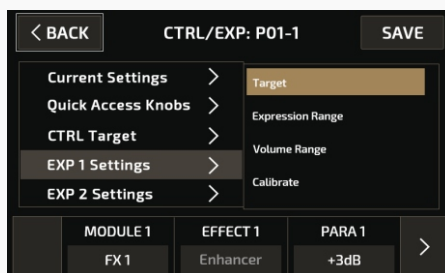 < BACK CTRL/EXP: P01-1 SAVE
Current Settings >
Quick Access Knobs >
CTRL Target >
EXP 1 Settings >
EXP 2 Settings >
Target
Expression Range
Volume Range
Calibrate
MODULE 1 EFFECT 1 PARA 1
FX 1 Enhancer +3dB >